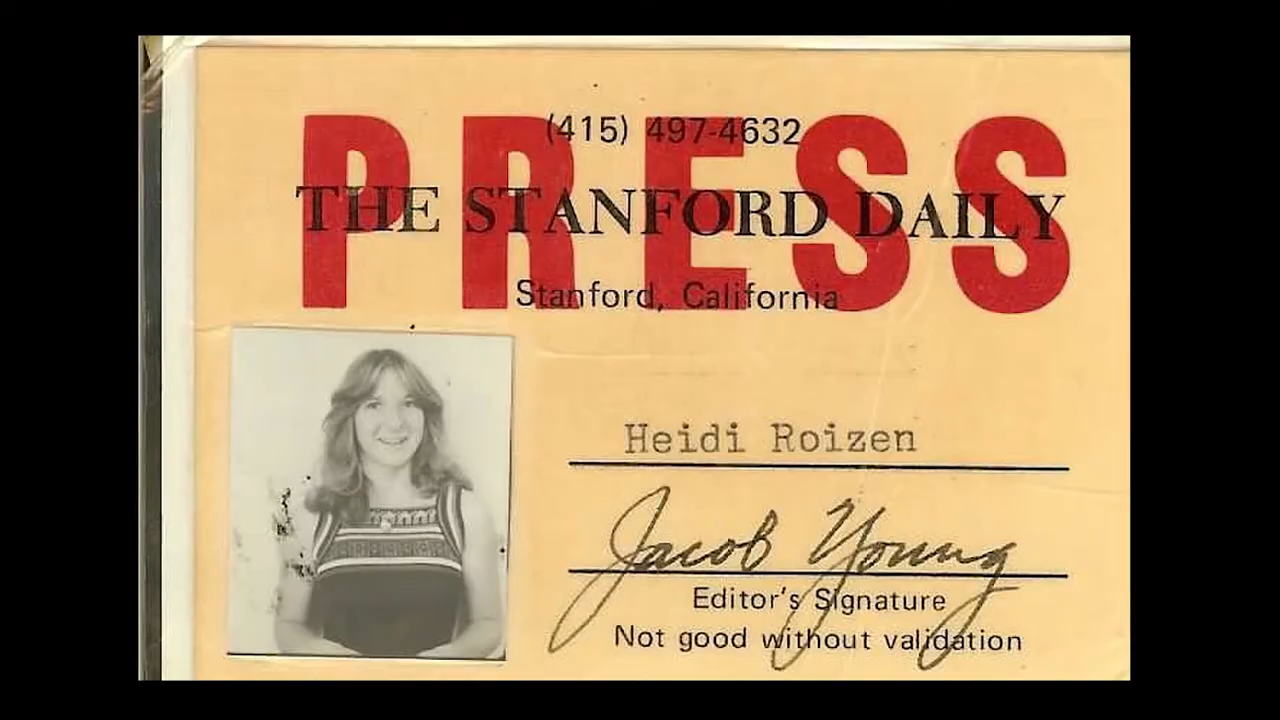 (415) 497-4632
PRESS
THE STANFORD DAILY
Stanford, California
Heidi Roizen
Jacob Young
Editor's Signature
Not good without validation